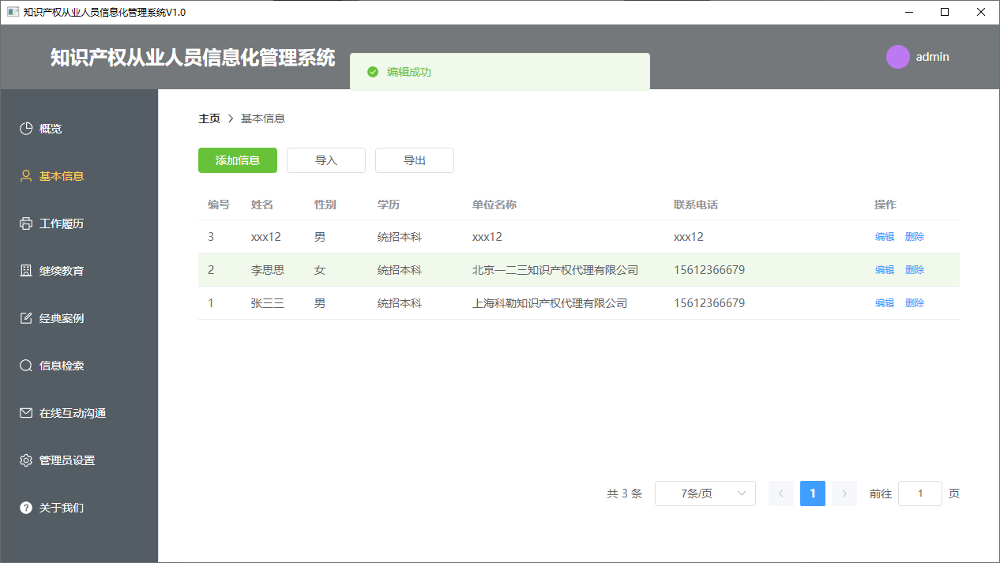 知识产权从业人员信息化管理系统V1.0
知识产权从业人员信息化管理系统
编辑成功
admin
概览
基本信息
工作履历
继续教育
经典案例
信息检索
在线互动沟通
管理员设置
关于我们
主页 > 基本信息
添加信息 导入 导出
编号 姓名 性别 学历 单位名称 联系电话 操作
3 xxx12 男 统招本科 xxx12 xxx12 编辑 删除
2 李思思 女 统招本科 北京一二三知识产权代理有限公司 15612366679 编辑 删除
1 张三三 男 统招本科 上海科勒知识产权代理有限公司 15612366679 编辑 删除
共 3 条 7条/页 < 1 > 前往 1 页